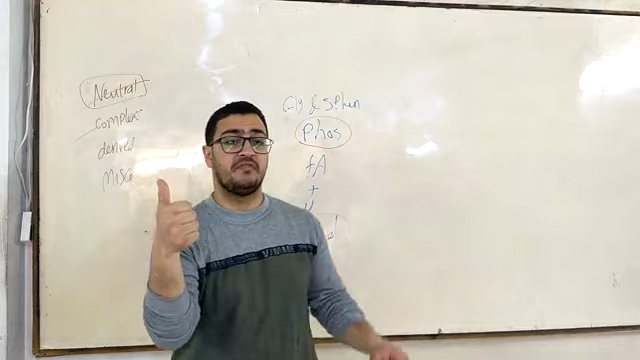 Neutral
complex
derived
Misc
Gly & Sphen
Phos
fA
+